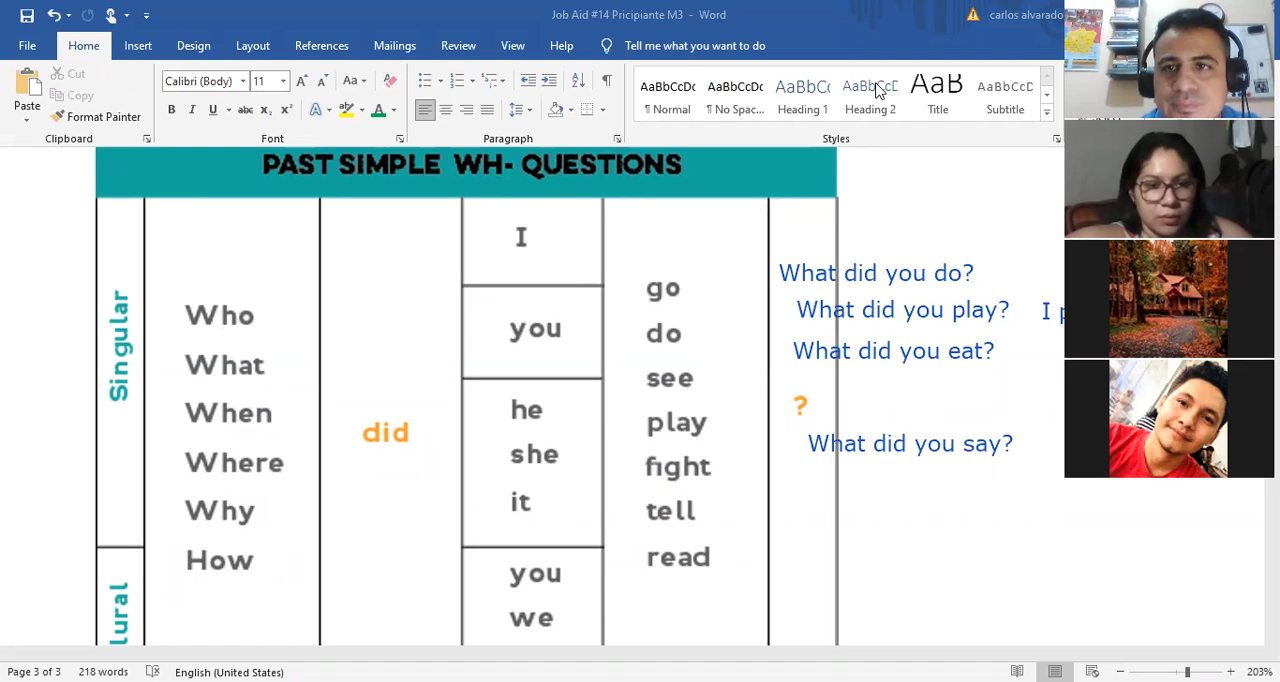 Job Aid #14 Pricipiante M3 - Word
carlos alvarado
File Home Insert Design Layout References Mailings Review View Help Tell me what you want to do
Paste
Cut
Copy
Format Painter
Clipboard
Calibri (Body) 11
Font
Paragraph
AaBbCcDc AaBbCcDc AaBbCc AaBbCcD AaB AaBbCcD
¶ Normal ¶ No Spac... Heading 1 Heading 2 Title Subtitle
Styles
PAST SIMPLE WH- QUESTIONS
Singular
Who
What
When
Where
Why
How
did
I
you
he
she
it
you
we
go
do
see
play
fight
tell
read
What did you do?
What did you play? I
What did you eat?
?
What did you say?
lural
Page 3 of 3 218 words English (United States) 203%